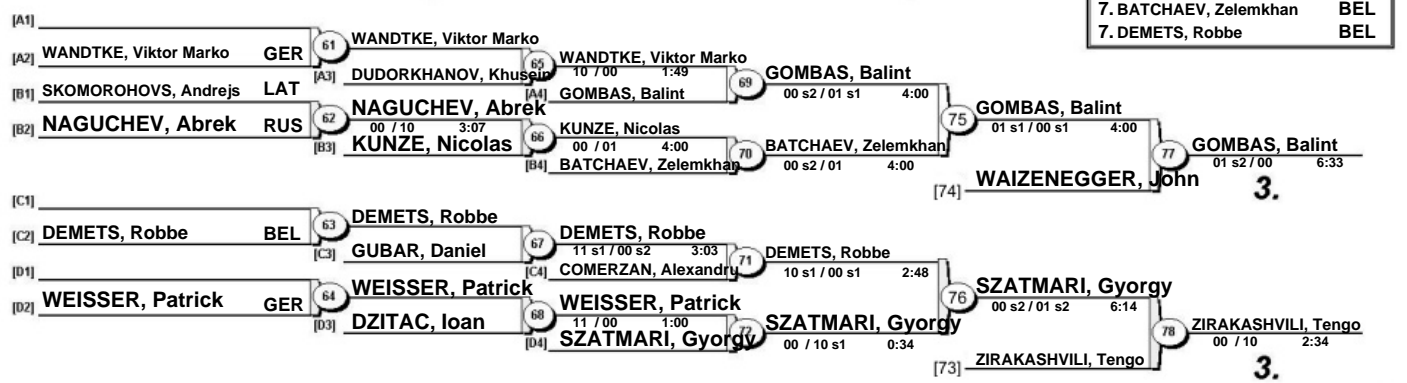 7. BATCHAEV, Zelemkhan BEL
7. DEMETS, Robbe BEL
[A1]
[A2] WANDTKE, Viktor Marko GER
61
WANDTKE, Viktor Marko
[A3] DUDORKHANOV, Khusein
65
WANDTKE, Viktor Marko
10 / 00 1:49
[A4] GOMBAS, Balint
69
GOMBAS, Balint
00 s2 / 01 s1 4:00
[B1] SKOMOROHOVS, Andrejs LAT
[B2] NAGUCHEV, Abrek RUS
62
NAGUCHEV, Abrek
00 / 10 3:07
[B3] KUNZE, Nicolas
66
KUNZE, Nicolas
00 / 01 4:00
[B4] BATCHAEV, Zelemkhan
70
BATCHAEV, Zelemkhan
00 s2 / 01 4:00
75
GOMBAS, Balint
01 s1 / 00 s1 4:00
[74] WAIZENEGGER, John
77
GOMBAS, Balint
01 s2 / 00 6:33
3.
[C1]
[C2] DEMETS, Robbe BEL
63
DEMETS, Robbe
[C3] GUBAR, Daniel
67
DEMETS, Robbe
11 s1 / 00 s2 3:03
[C4] COMERZAN, Alexandru
71
DEMETS, Robbe
10 s1 / 00 s1 2:48
[D1]
[D2] WEISSER, Patrick GER
64
WEISSER, Patrick
[D3] DZITAC, Ioan
68
WEISSER, Patrick
11 / 00 1:00
[D4] SZATMARI, Gyorgy
72
SZATMARI, Gyorgy
00 / 10 s1 0:34
76
SZATMARI, Gyorgy
00 s2 / 01 s2 6:14
[73] ZIRAKASHVILI, Tengo
78
ZIRAKASHVILI, Tengo
00 / 10 2:34
3.